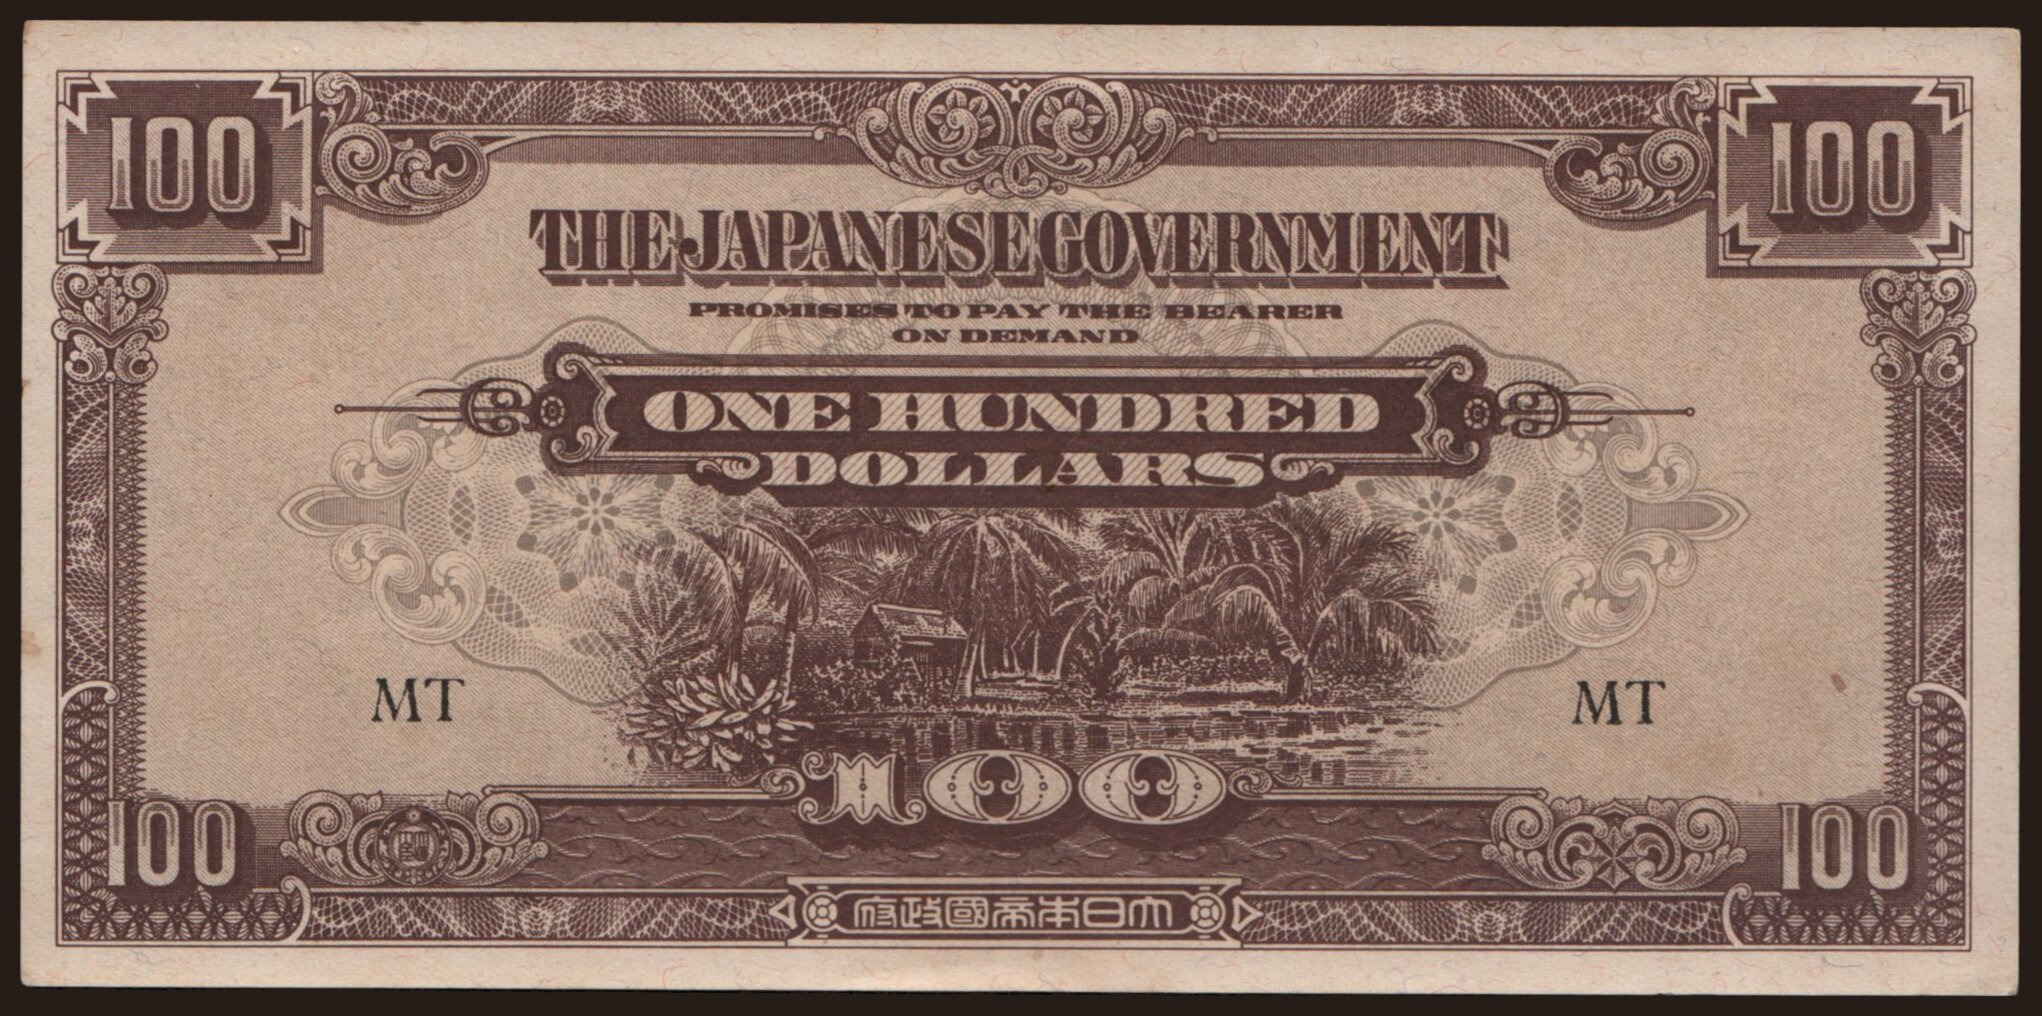 100 100
THE JAPANESE GOVERNMENT
PROMISES TO PAY THE BEARER
ON DEMAND
ONE HUNDRED
DOLLARS
MT MT
100
100 100
府政國帝本日大